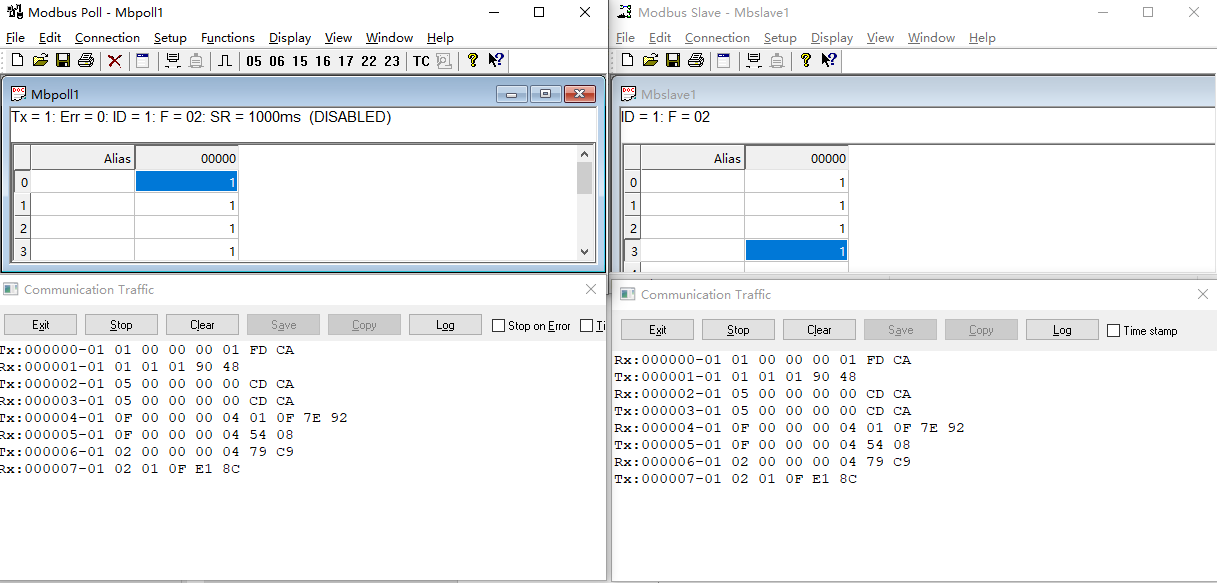 Modbus Poll - Mbpoll1
File Edit Connection Setup Functions Display View Window Help
05 06 15 16 17 22 23 TC
Mbpoll1
Tx = 1: Err = 0: ID = 1: F = 02: SR = 1000ms (DISABLED)
Alias 00000
0 1
1 1
2 1
3 1
Communication Traffic
Exit Stop Clear Save Copy Log Stop on Error Ti
Tx:000000-01 01 00 00 00 01 FD CA
Rx:000001-01 01 01 01 90 48
Tx:000002-01 05 00 00 00 00 CD CA
Rx:000003-01 05 00 00 00 00 CD CA
Tx:000004-01 0F 00 00 00 04 01 0F 7E 92
Rx:000005-01 0F 00 00 00 04 54 08
Tx:000006-01 02 00 00 00 04 79 C9
Rx:000007-01 02 01 0F E1 8C
Modbus Slave - Mbslave1
File Edit Connection Setup Display View Window Help
Mbslave1
ID = 1: F = 02
Alias 00000
0 1
1 1
2 1
3 1
Communication Traffic
Exit Stop Clear Save Copy Log Time stamp
Rx:000000-01 01 00 00 00 01 FD CA
Tx:000001-01 01 01 01 90 48
Rx:000002-01 05 00 00 00 00 CD CA
Tx:000003-01 05 00 00 00 00 CD CA
Rx:000004-01 0F 00 00 00 04 01 0F 7E 92
Tx:000005-01 0F 00 00 00 04 54 08
Rx:000006-01 02 00 00 00 04 79 C9
Tx:000007-01 02 01 0F E1 8C